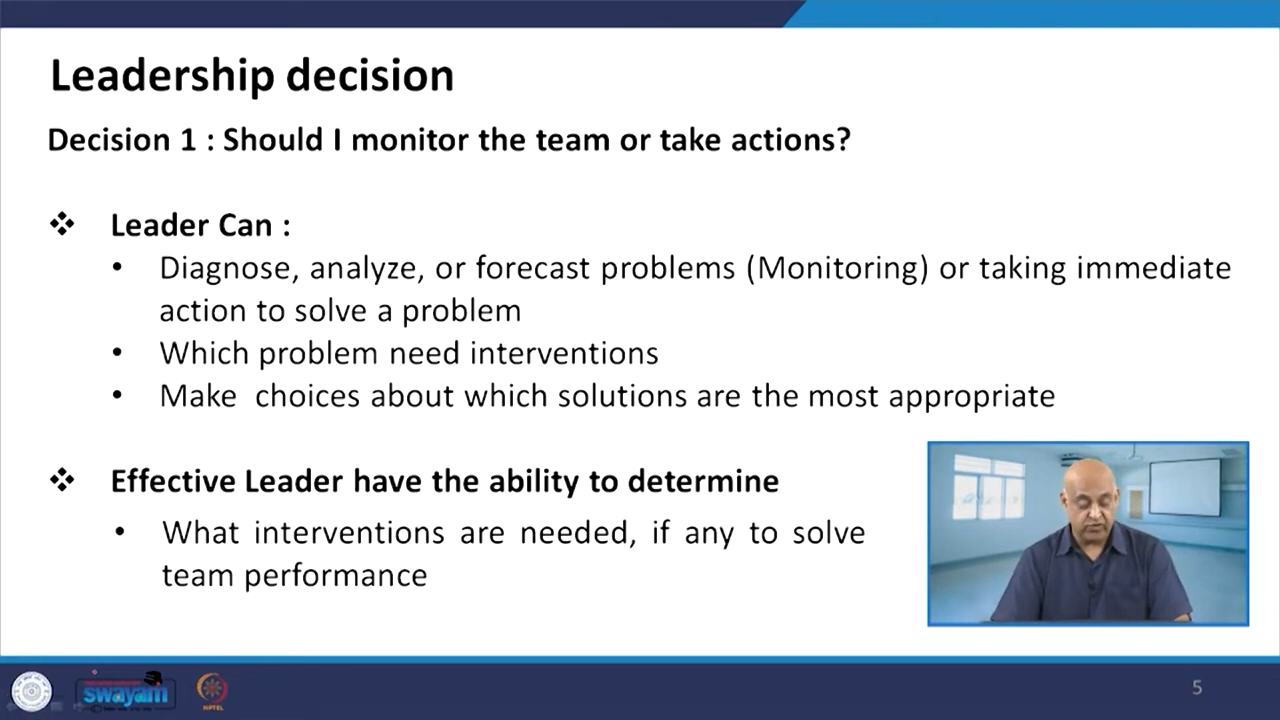 Leadership decision
Decision 1 : Should I monitor the team or take actions?
❖ Leader Can :
• Diagnose, analyze, or forecast problems (Monitoring) or taking immediate
action to solve a problem
• Which problem need interventions
• Make choices about which solutions are the most appropriate
❖ Effective Leader have the ability to determine
• What interventions are needed, if any to solve
team performance
swayam
NPTEL
5